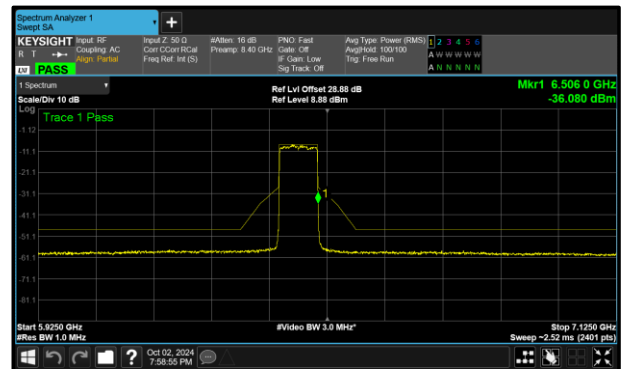 Spectrum Analyzer 1
Swept SA
+
KEYSIGHT Input: RF Input Z: 50 Ω #Atten: 16 dB PNO: Fast Avg Type: Power (RMS) 1 2 3 4 5 6
R T Coupling: AC Corr CCorr RCal Preamp: 8.40 GHz Gate: Off Avg|Hold: 100/100 A W W W W W
Align: Partial Freq Ref: Int (S) IF Gain: Low Trig: Free Run
LXI PASS Sig Track: Off A N N N N N
1 Spectrum Ref Lvl Offset 28.88 dB Mkr1 6.506 0 GHz
Scale/Div 10 dB Ref Level 8.88 dBm -36.080 dBm
Log
Trace 1 Pass
-1.12
-11.1
-21.1
-31.1
1
-41.1
-51.1
-61.1
-71.1
-81.1
Start 5.9250 GHz #Video BW 3.0 MHz* Stop 7.1250 GHz
#Res BW 1.0 MHz Sweep ~2.52 ms (2401 pts)
? Oct 02, 2024
7:58:55 PM